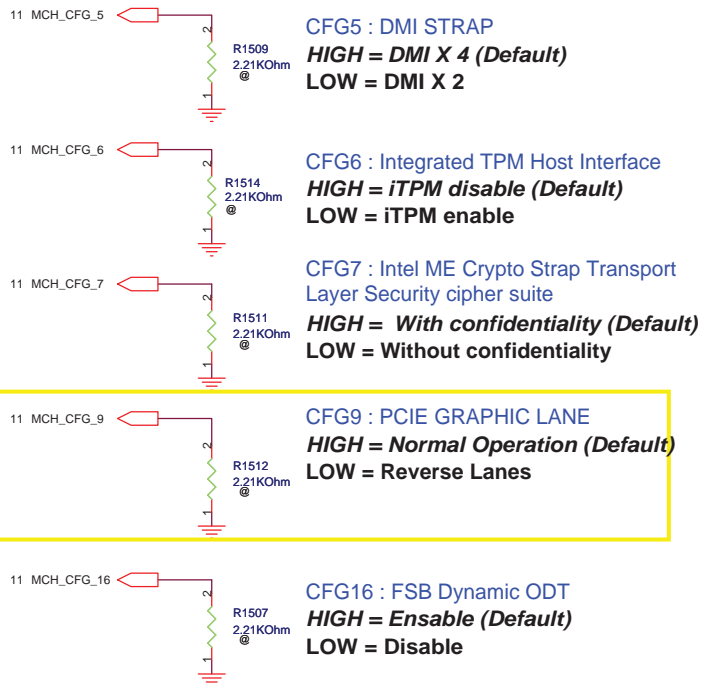 11 MCH_CFG_5
2
R1509
2.21KOhm
@
1
CFG5 : DMI STRAP
HIGH = DMI X 4 (Default)
LOW = DMI X 2
11 MCH_CFG_6
2
R1514
2.21KOhm
@
1
CFG6 : Integrated TPM Host Interface
HIGH = iTPM disable (Default)
LOW = iTPM enable
11 MCH_CFG_7
2
R1511
2.21KOhm
@
1
CFG7 : Intel ME Crypto Strap Transport
Layer Security cipher suite
HIGH = With confidentiality (Default)
LOW = Without confidentiality
11 MCH_CFG_9
2
R1512
2.21KOhm
@
1
CFG9 : PCIE GRAPHIC LANE
HIGH = Normal Operation (Default)
LOW = Reverse Lanes
11 MCH_CFG_16
2
R1507
2.21KOhm
@
1
CFG16 : FSB Dynamic ODT
HIGH = Ensable (Default)
LOW = Disable